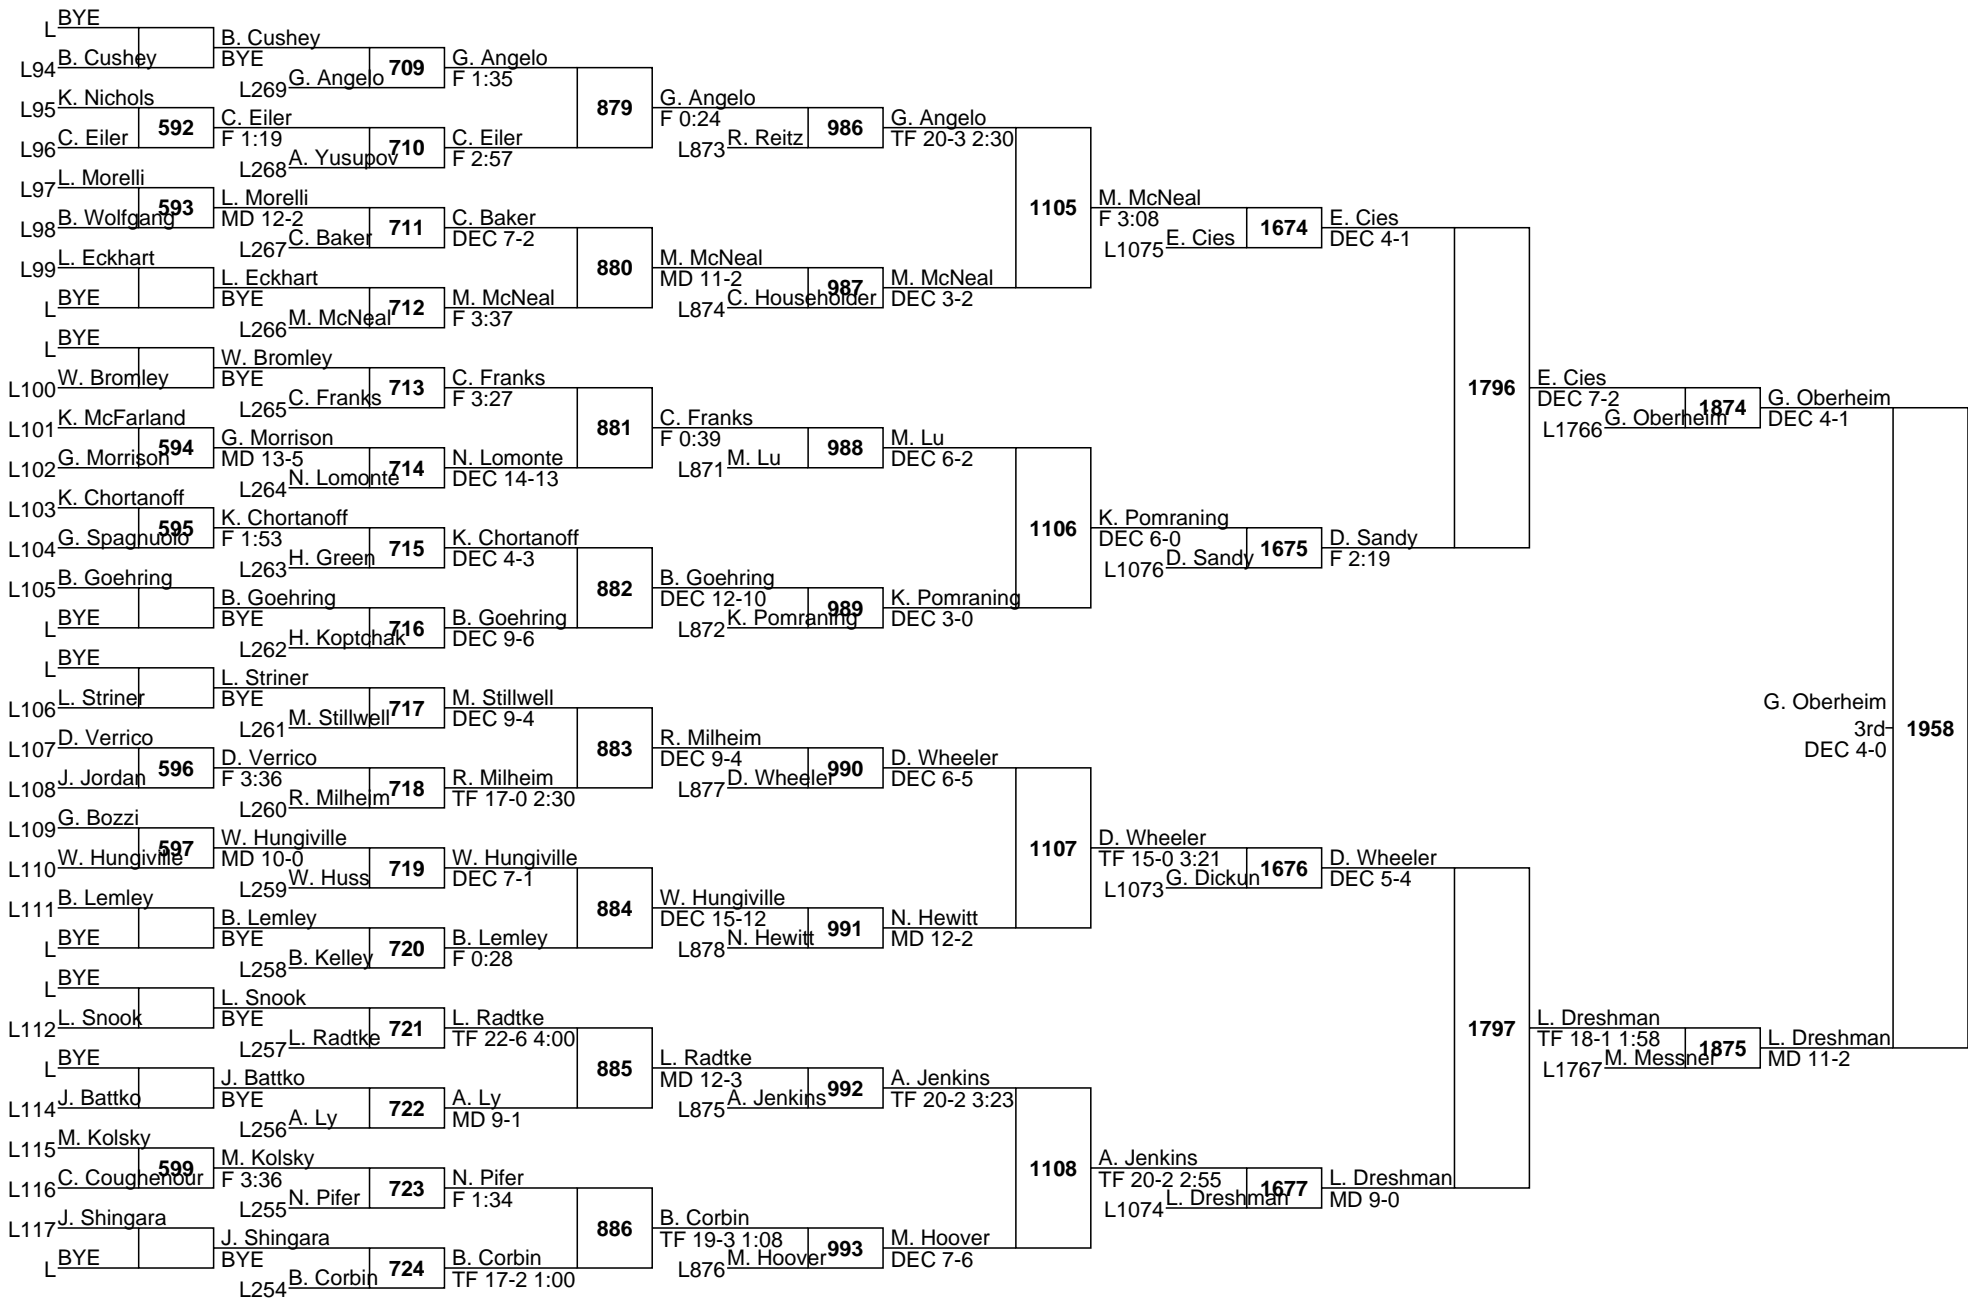 BYE
L
B. Cushey
L94
B. Cushey
BYE
709
L269 G. Angelo
G. Angelo
F 1:35
K. Nichols
L95
592
C. Eiler
L96
C. Eiler
F 1:19
710
L268 A. Yusupov
C. Eiler
F 2:57
879
G. Angelo
F 0:24
986
L873 R. Reitz
G. Angelo
TF 20-3 2:30
L. Morelli
L97
593
B. Wolfgang
L98
L. Morelli
MD 12-2
711
L267 C. Baker
C. Baker
DEC 7-2
L. Eckhart
L99
BYE
L
L. Eckhart
BYE
712
L266 M. McNeal
M. McNeal
F 3:37
880
M. McNeal
MD 11-2
987
L874 C. Householder
M. McNeal
DEC 3-2
1105
M. McNeal
F 3:08
1674
L1075 E. Cies
E. Cies
DEC 4-1
BYE
L
W. Bromley
L100
W. Bromley
BYE
713
L265 C. Franks
C. Franks
F 3:27
K. McFarland
L101
594
G. Morrison
L102
G. Morrison
MD 13-5
714
L264 N. Lomonte
N. Lomonte
DEC 14-13
881
C. Franks
F 0:39
988
L871 M. Lu
M. Lu
DEC 6-2
K. Chortanoff
L103
595
G. Spagnuolo
L104
K. Chortanoff
F 1:53
715
L263 H. Green
K. Chortanoff
DEC 4-3
B. Goehring
L105
BYE
L
B. Goehring
BYE
716
L262 H. Koptchak
B. Goehring
DEC 9-6
882
B. Goehring
DEC 12-10
989
L872 K. Pomraning
K. Pomraning
DEC 3-0
1106
K. Pomraning
DEC 6-0
1675
L1076 D. Sandy
D. Sandy
F 2:19
1796
E. Cies
DEC 7-2
1874
L1766 G. Oberheim
G. Oberheim
DEC 4-1
BYE
L
L. Striner
L106
L. Striner
BYE
717
L261 M. Stillwell
M. Stillwell
DEC 9-4
D. Verrico
L107
596
J. Jordan
L108
D. Verrico
F 3:36
718
L260 R. Milheim
R. Milheim
TF 17-0 2:30
883
R. Milheim
DEC 9-4
990
L877 D. Wheeler
D. Wheeler
DEC 6-5
G. Bozzi
L109
597
W. Hungiville
L110
W. Hungiville
MD 10-0
719
L259 W. Huss
W. Hungiville
DEC 7-1
B. Lemley
L111
BYE
L
B. Lemley
BYE
720
L258 B. Kelley
B. Lemley
F 0:28
884
W. Hungiville
DEC 15-12
991
L878 N. Hewitt
N. Hewitt
MD 12-2
1107
D. Wheeler
TF 15-0 3:21
1676
L1073 G. Dickun
D. Wheeler
DEC 5-4
BYE
L
L. Snook
L112
L. Snook
BYE
721
L257 L. Radtke
L. Radtke
TF 22-6 4:00
BYE
L
J. Battko
L114
J. Battko
BYE
722
L256 A. Ly
A. Ly
MD 9-1
885
L. Radtke
MD 12-3
992
L875 A. Jenkins
A. Jenkins
TF 20-2 3:23
M. Kolsky
L115
599
C. Coughenour
L116
M. Kolsky
F 3:36
723
L255 N. Pifer
N. Pifer
F 1:34
J. Shingara
L117
BYE
L
J. Shingara
BYE
724
L254 B. Corbin
B. Corbin
TF 17-2 1:00
886
B. Corbin
TF 19-3 1:08
993
L876 M. Hoover
M. Hoover
DEC 7-6
1108
A. Jenkins
TF 20-2 2:55
1677
L1074 L. Dreshman
L. Dreshman
MD 9-0
1797
L. Dreshman
TF 18-1 1:58
1875
L1767 M. Messner
L. Dreshman
MD 11-2
G. Oberheim
3rd
DEC 4-0
1958